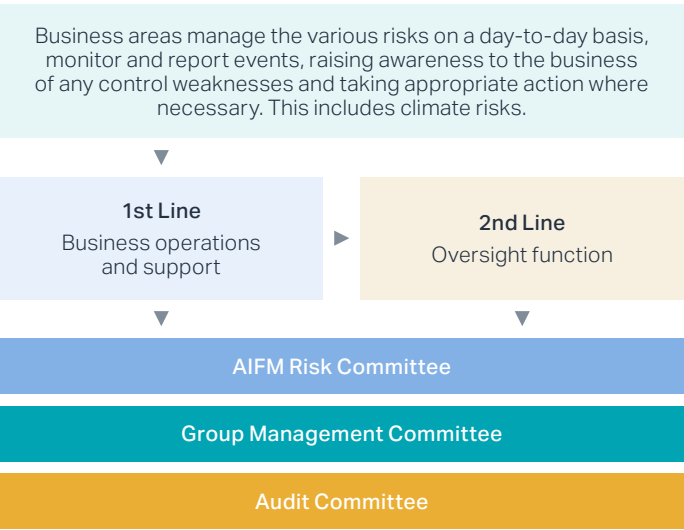 Business areas manage the various risks on a day-to-day basis,
monitor and report events, raising awareness to the business
of any control weaknesses and taking appropriate action where
necessary. This includes climate risks.
1st Line
Business operations
and support
2nd Line
Oversight function
AIFM Risk Committee
Group Management Committee
Audit Committee